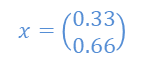 x = (0.33
0.66)